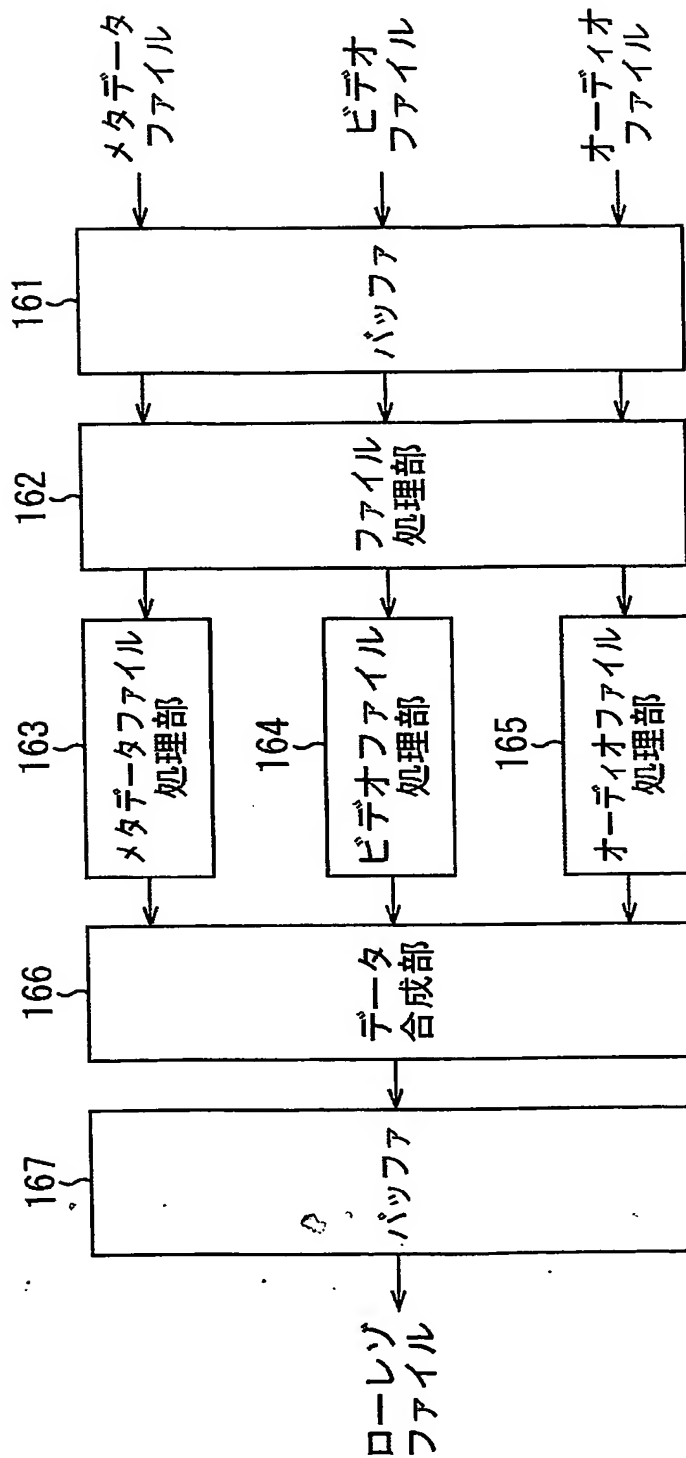 161
162
163
166
167
メタデータ
ファイル
メタデータファイル
処理部
164
ビデオ
ファイル
バッファ
ファイル
処理部
ビデオファイル
処理部
データ
合成部
バッファ
ローレゾ
ファイル
165
オーディオ
ファイル
オーディオファイル
処理部